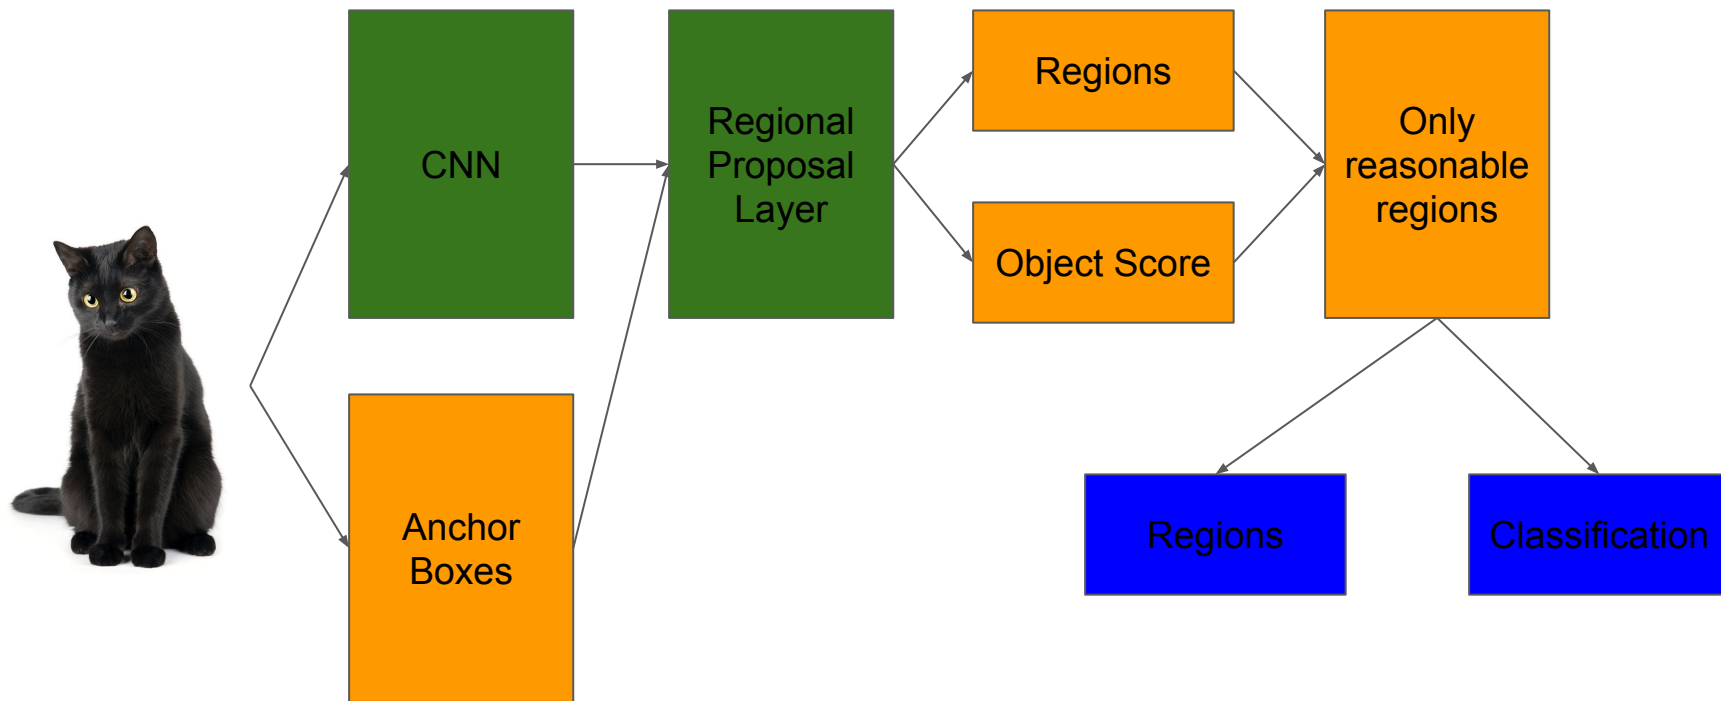 CNN
Regional
Proposal
Layer
Regions
Object Score
Only
reasonable
regions
Anchor
Boxes
Regions
Classification